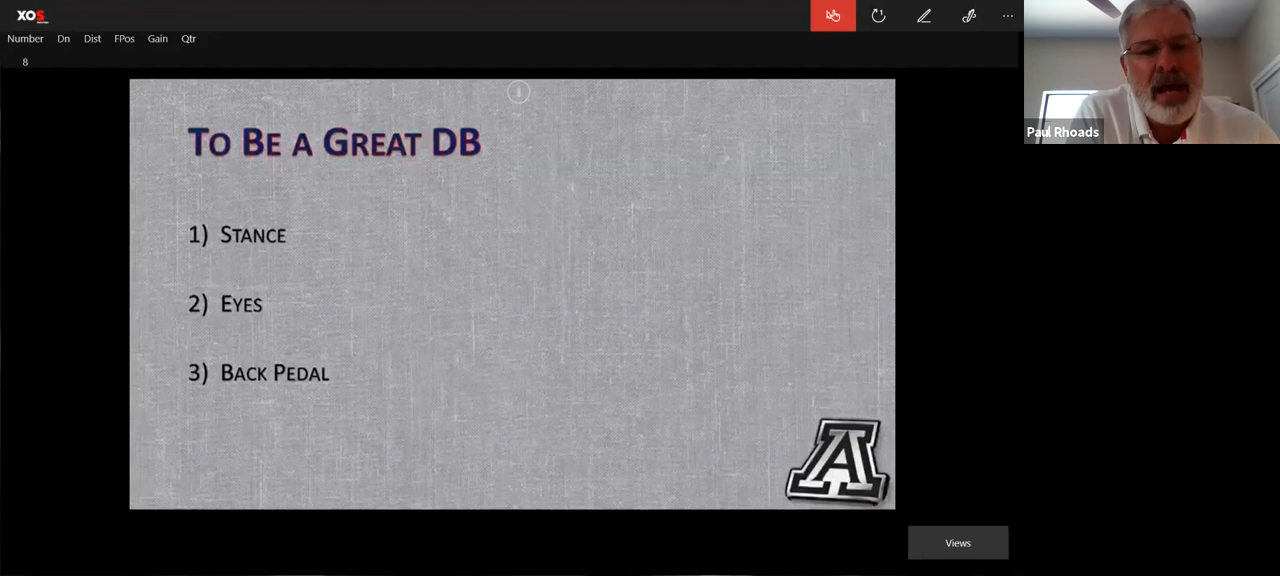 XOS
Number Dn Dist FPos Gain Qtr
8
TO BE A GREAT DB
1) STANCE
2) EYES
3) BACK PEDAL
A
Views
Paul Rhoads